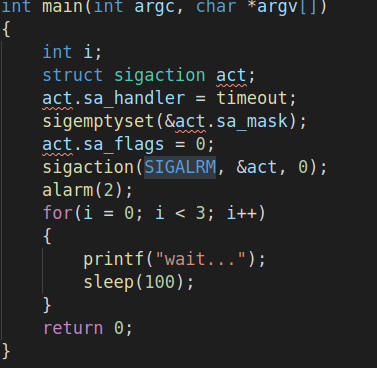 int main(int argc, char *argv[])
{
    int i;
    struct sigaction act;
    act.sa_handler = timeout;
    sigemptyset(&act.sa_mask);
    act.sa_flags = 0;
    sigaction(SIGALRM, &act, 0);
    alarm(2);
    for(i = 0; i < 3; i++)
    {
        printf("wait...");
        sleep(100);
    }
    return 0;
}